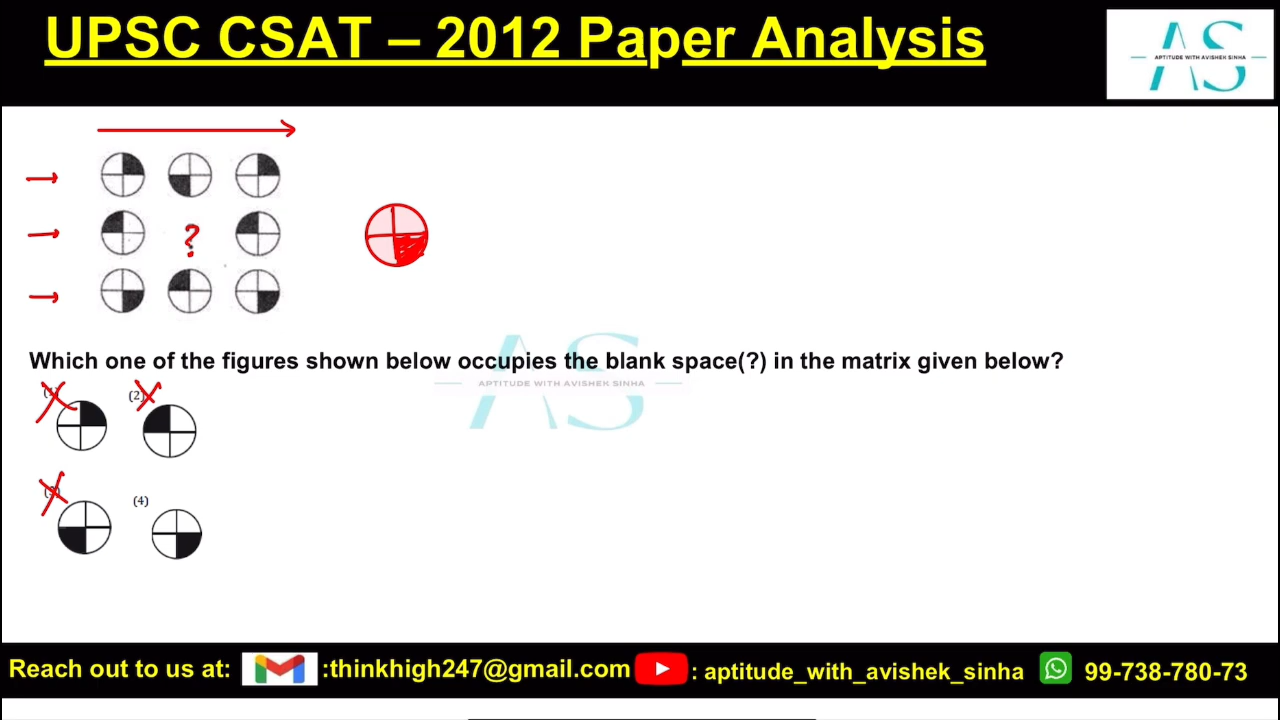 UPSC CSAT – 2012 Paper Analysis
AS
APTITUDE WITH AVISHEK SINHA
?
Which one of the figures shown below occupies the blank space(?) in the matrix given below?
AS
APTITUDE WITH AVISHEK SINHA
(2)
(4)
Reach out to us at: :thinkhigh247@gmail.com : aptitude_with_avishek_sinha 99-738-780-73